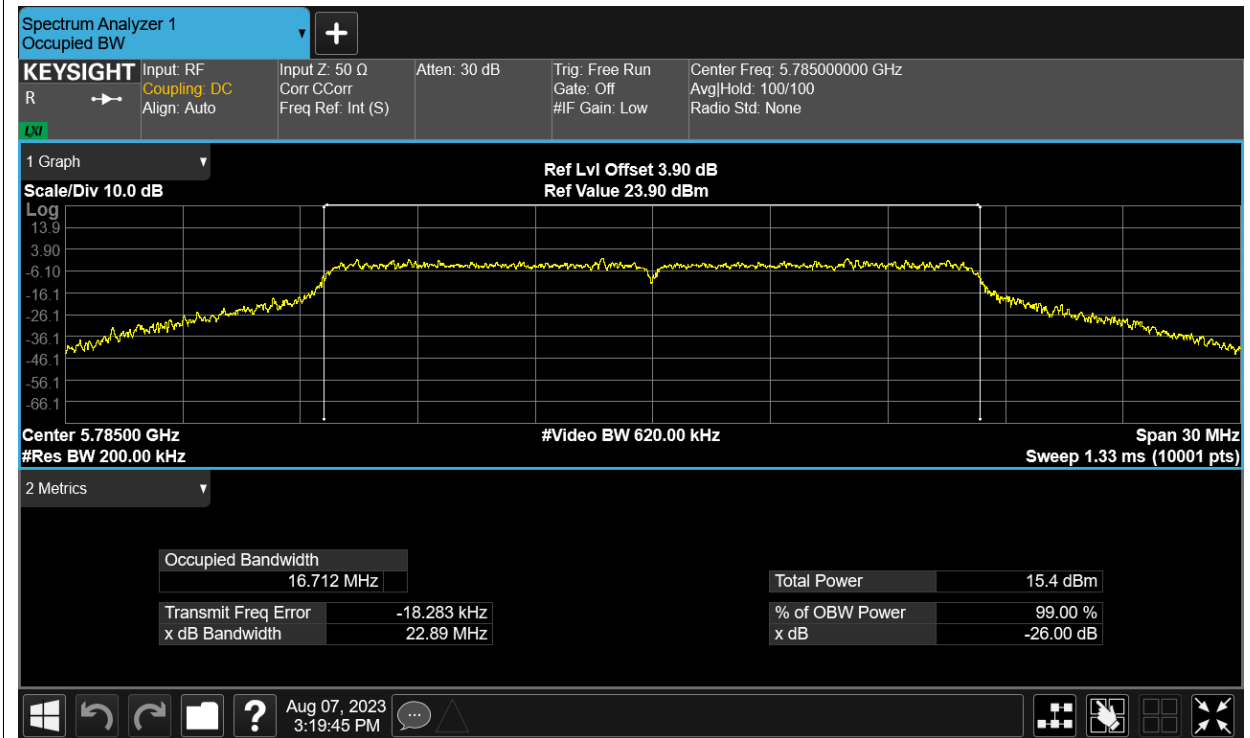 Spectrum Analyzer 1
Occupied BW
KEYSIGHT
R
LXI
Input: RF
Coupling: DC
Align: Auto
Input Z: 50 Ω
Corr CCorr
Freq Ref: Int (S)
Atten: 30 dB
Trig: Free Run
Gate: Off
#IF Gain: Low
Center Freq: 5.785000000 GHz
Avg|Hold: 100/100
Radio Std: None
1 Graph
Scale/Div 10.0 dB
Ref Lvl Offset 3.90 dB
Ref Value 23.90 dBm
Log
13.9
3.90
-6.10
-16.1
-26.1
-36.1
-46.1
-56.1
-66.1
Center 5.78500 GHz
#Video BW 620.00 kHz
Span 30 MHz
#Res BW 200.00 kHz
Sweep 1.33 ms (10001 pts)
2 Metrics
Occupied Bandwidth
16.712 MHz
Total Power 15.4 dBm
Transmit Freq Error -18.283 kHz
% of OBW Power 99.00 %
x dB Bandwidth 22.89 MHz
x dB -26.00 dB
?
Aug 07, 2023
3:19:45 PM